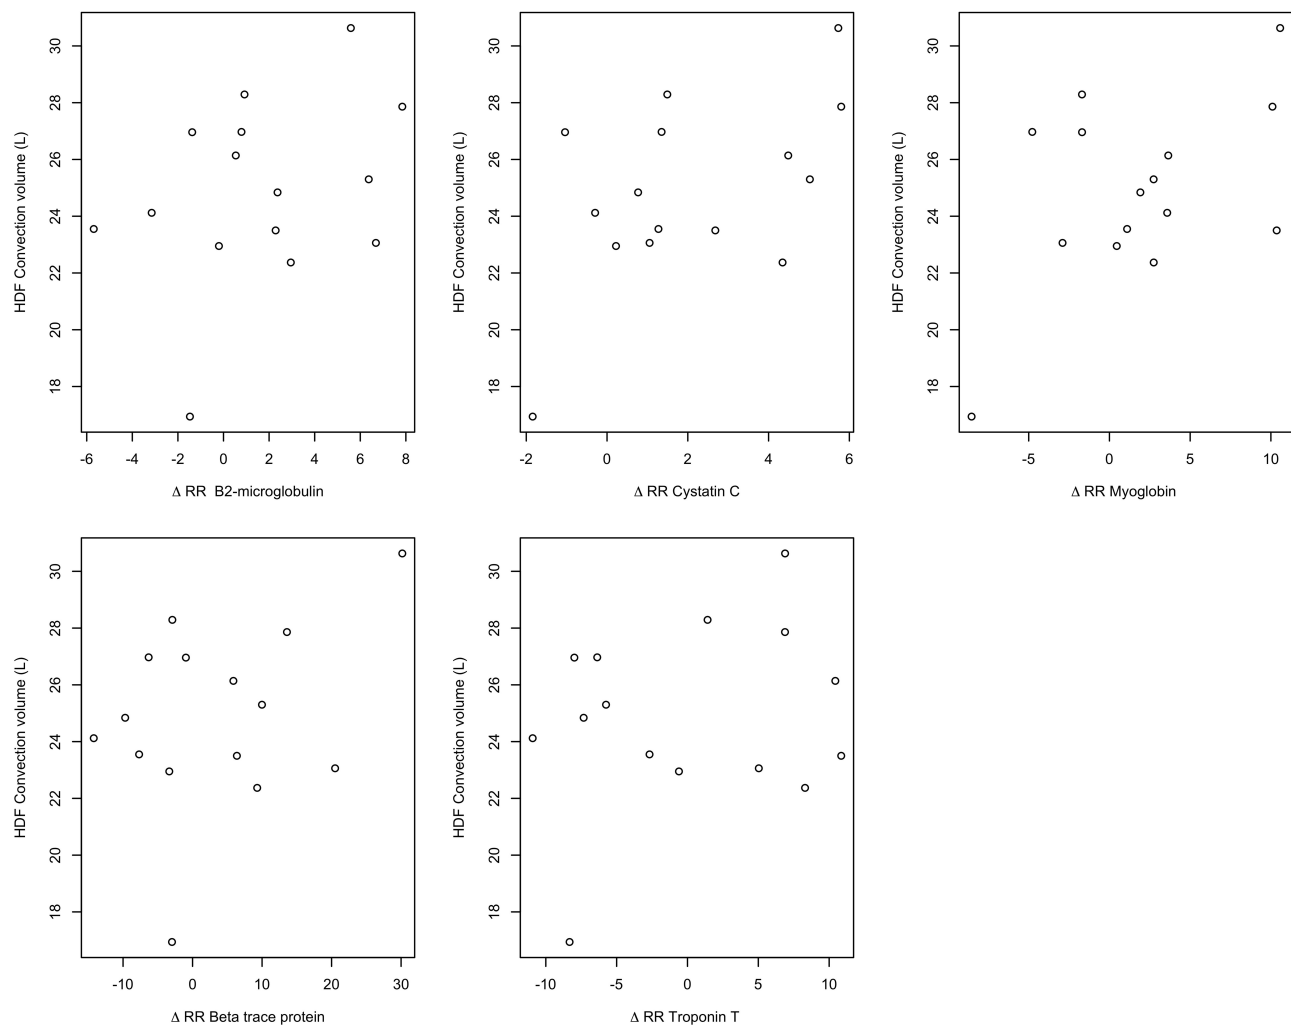 HDF Convection volume (L)
18 20 22 24 26 28 30
-6 -4 -2 0 2 4 6 8
Δ RR B2-microglobulin
HDF Convection volume (L)
18 20 22 24 26 28 30
-2 0 2 4 6
Δ RR Cystatin C
HDF Convection volume (L)
18 20 22 24 26 28 30
-5 0 5 10
Δ RR Myoglobin
HDF Convection volume (L)
18 20 22 24 26 28 30
-10 0 10 20 30
Δ RR Beta trace protein
HDF Convection volume (L)
18 20 22 24 26 28 30
-10 -5 0 5 10
Δ RR Troponin T